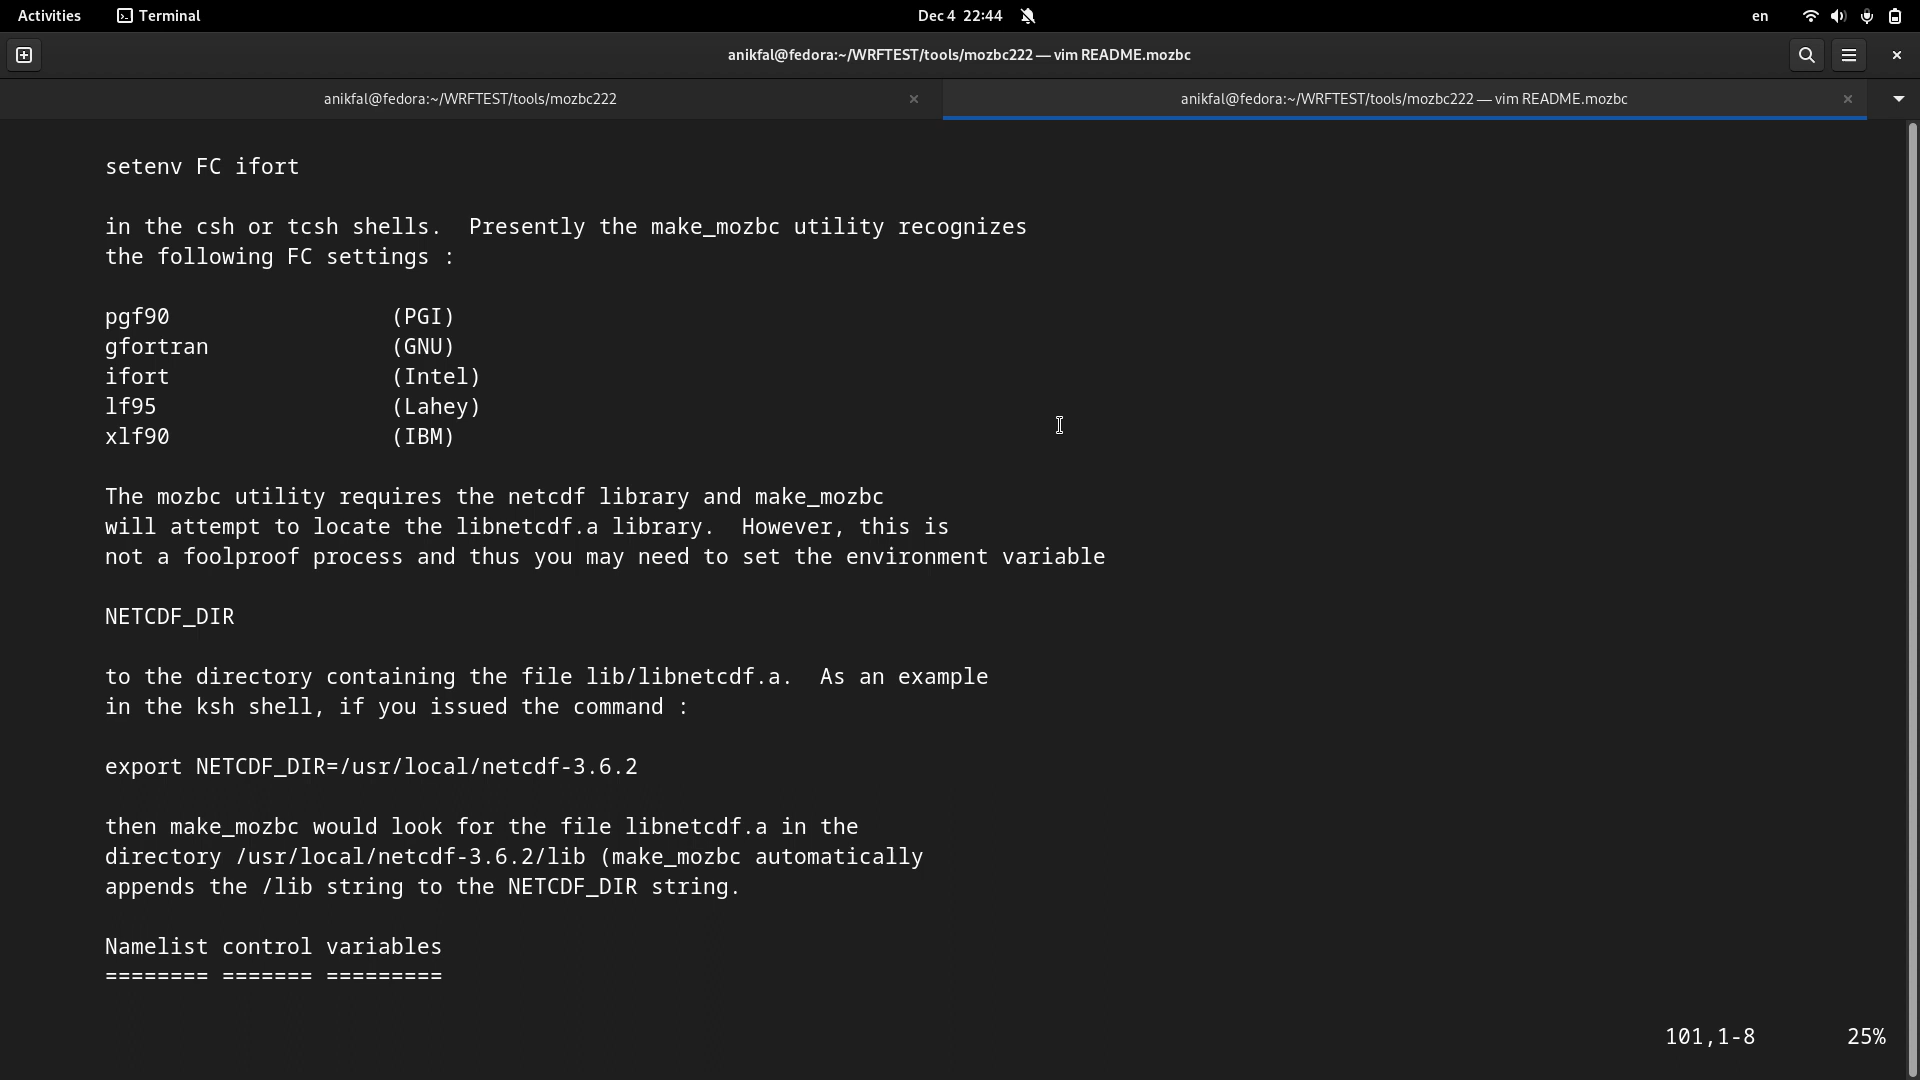 Activities Terminal Dec 4 22:44 en
anikfal@fedora:~/WRFTEST/tools/mozbc222 — vim README.mozbc
anikfal@fedora:~/WRFTEST/tools/mozbc222 anikfal@fedora:~/WRFTEST/tools/mozbc222 — vim README.mozbc
setenv FC ifort
in the csh or tcsh shells.  Presently the make_mozbc utility recognizes
the following FC settings :
pgf90                 (PGI)
gfortran              (GNU)
ifort                 (Intel)
lf95                  (Lahey)
xlf90                 (IBM)
The mozbc utility requires the netcdf library and make_mozbc
will attempt to locate the libnetcdf.a library.  However, this is
not a foolproof process and thus you may need to set the environment variable
NETCDF_DIR
to the directory containing the file lib/libnetcdf.a.  As an example
in the ksh shell, if you issued the command :
export NETCDF_DIR=/usr/local/netcdf-3.6.2
then make_mozbc would look for the file libnetcdf.a in the
directory /usr/local/netcdf-3.6.2/lib (make_mozbc automatically
appends the /lib string to the NETCDF_DIR string.
Namelist control variables
======== ======= =========
101,1-8 25%